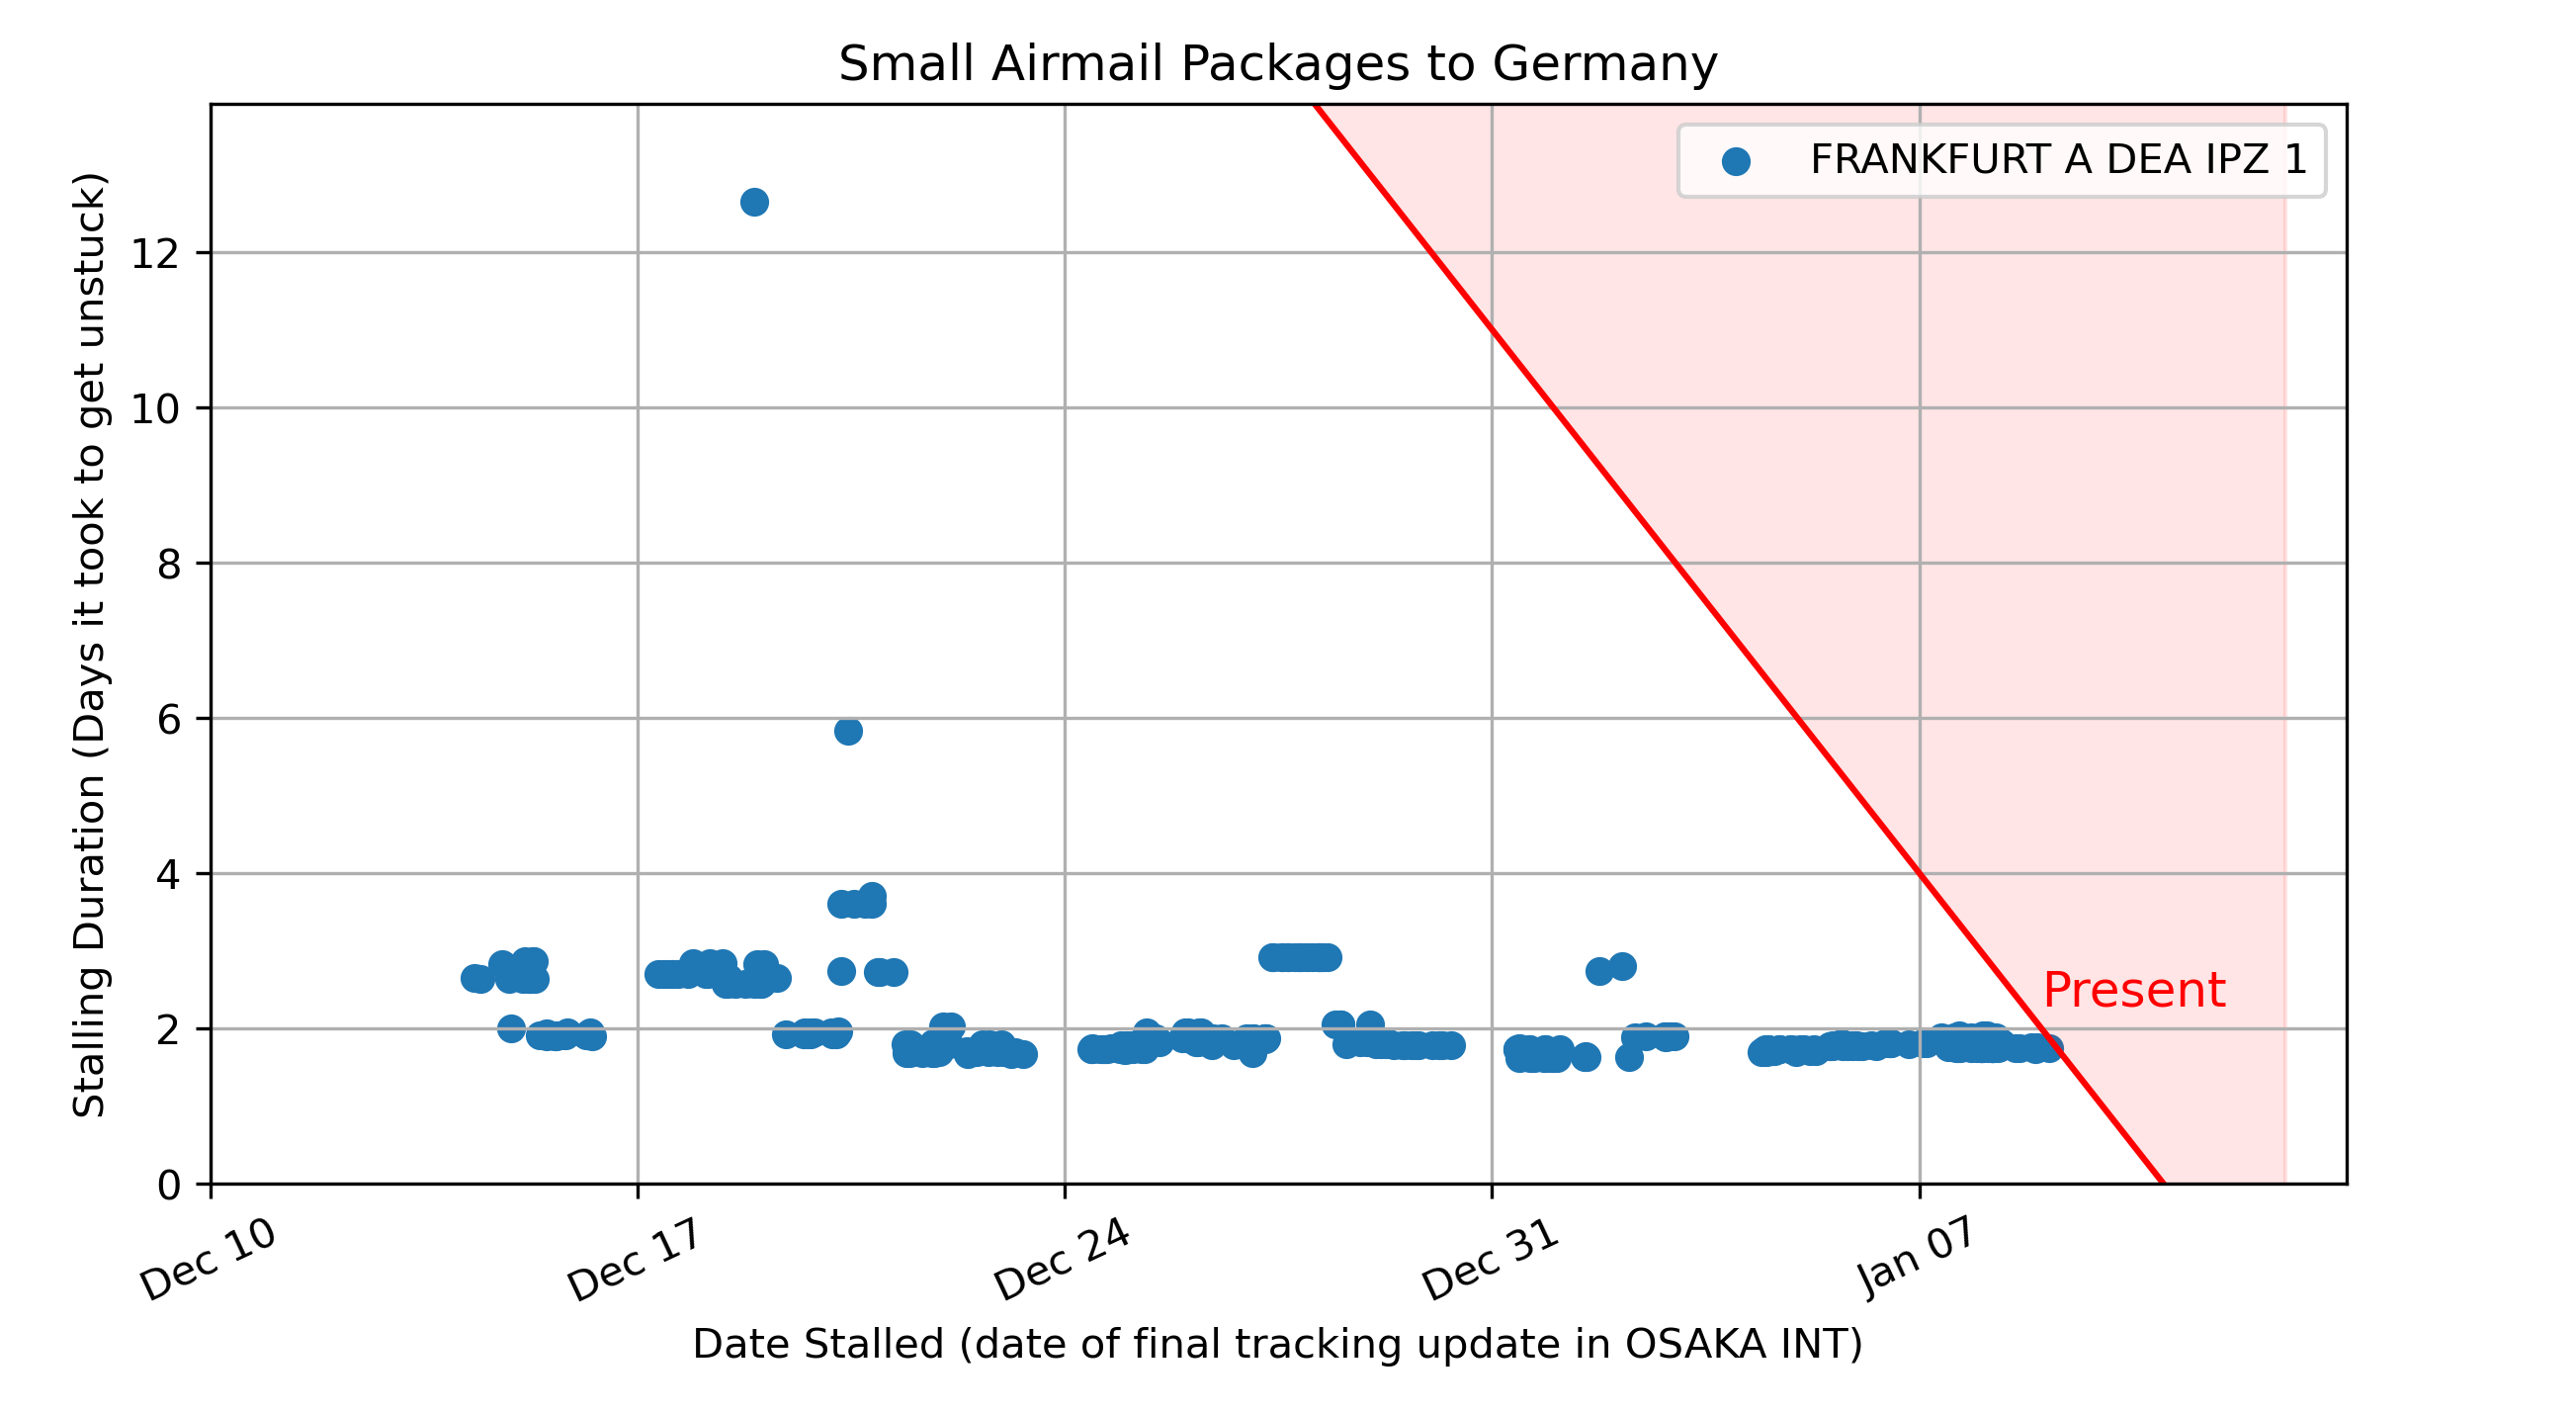 Small Airmail Packages to Germany
FRANKFURT A DEA IPZ 1
Stalling Duration (Days it took to get unstuck)
12
10
8
6
4
2
0
Present
Dec 10
Dec 17
Dec 24
Dec 31
Jan 07
Date Stalled (date of final tracking update in OSAKA INT)